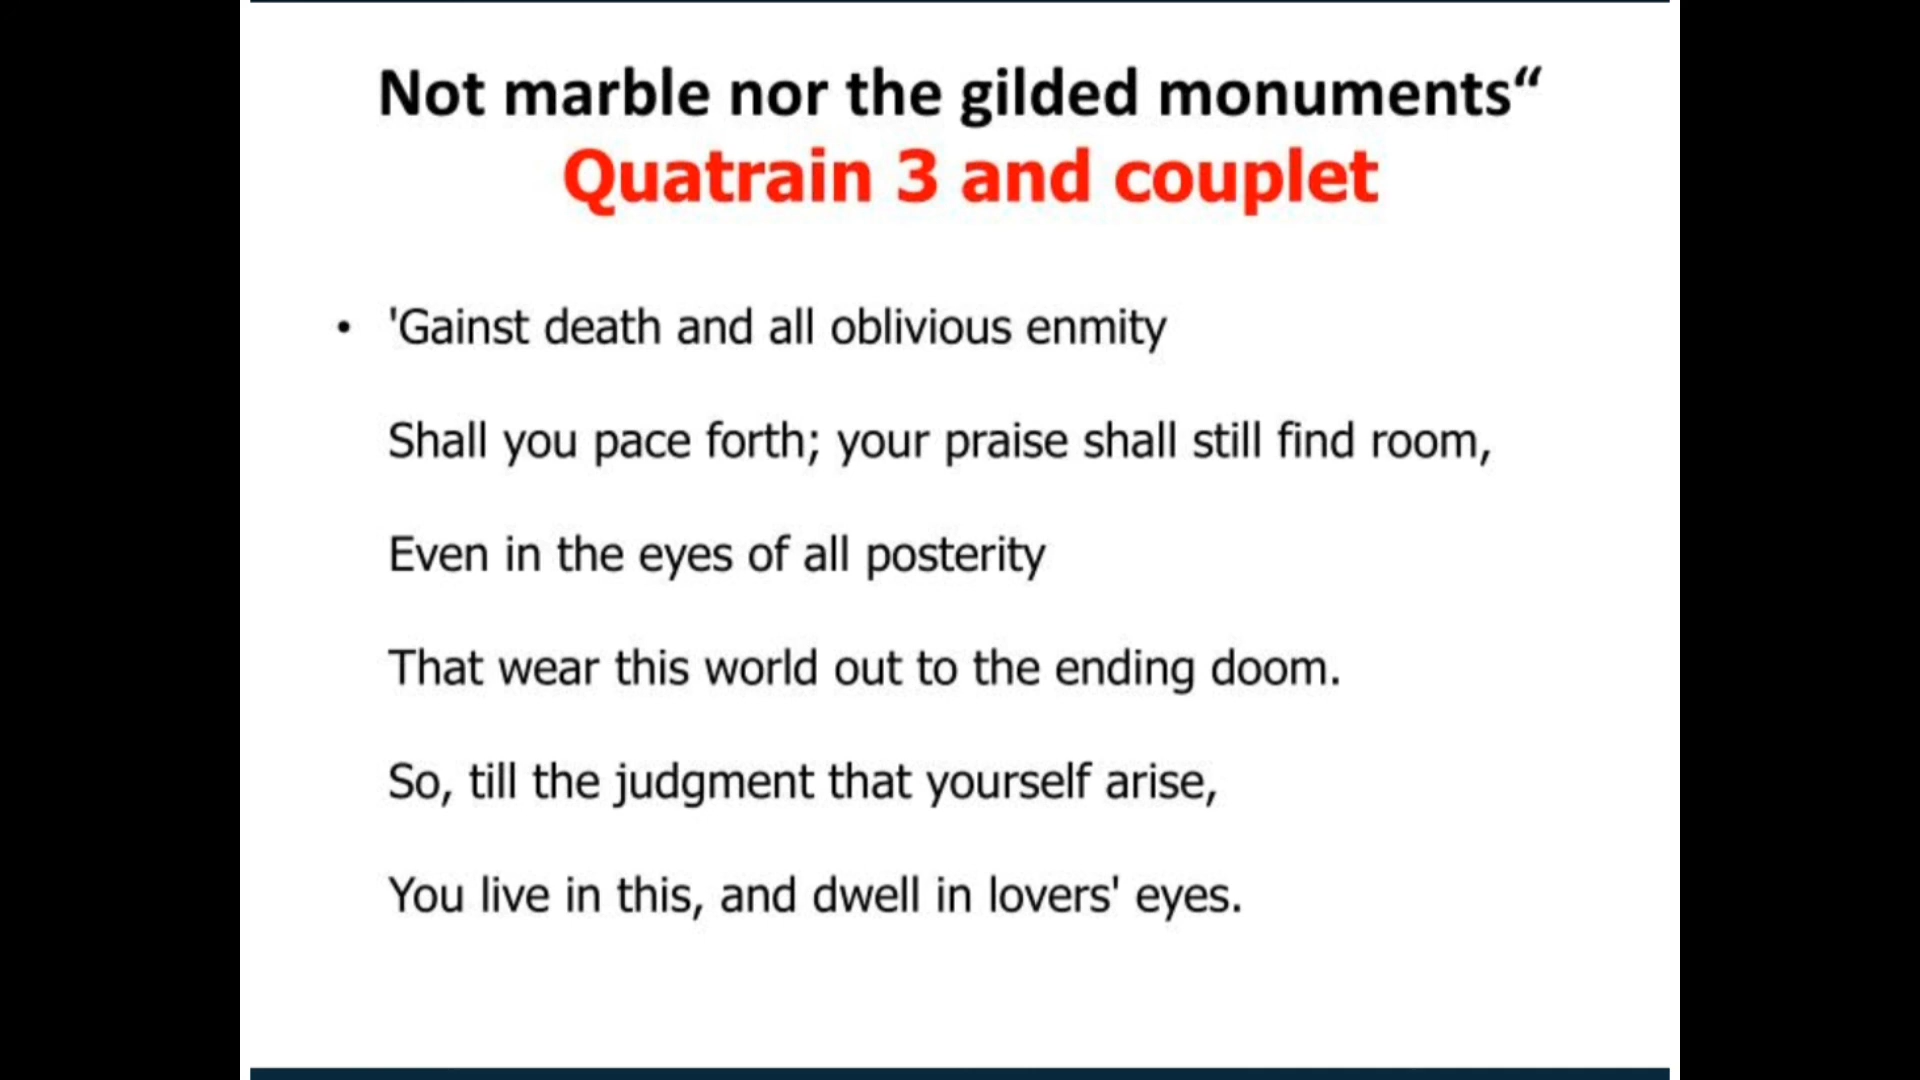 Not marble nor the gilded monuments“
Quatrain 3 and couplet
• 'Gainst death and all oblivious enmity
Shall you pace forth; your praise shall still find room,
Even in the eyes of all posterity
That wear this world out to the ending doom.
So, till the judgment that yourself arise,
You live in this, and dwell in lovers' eyes.